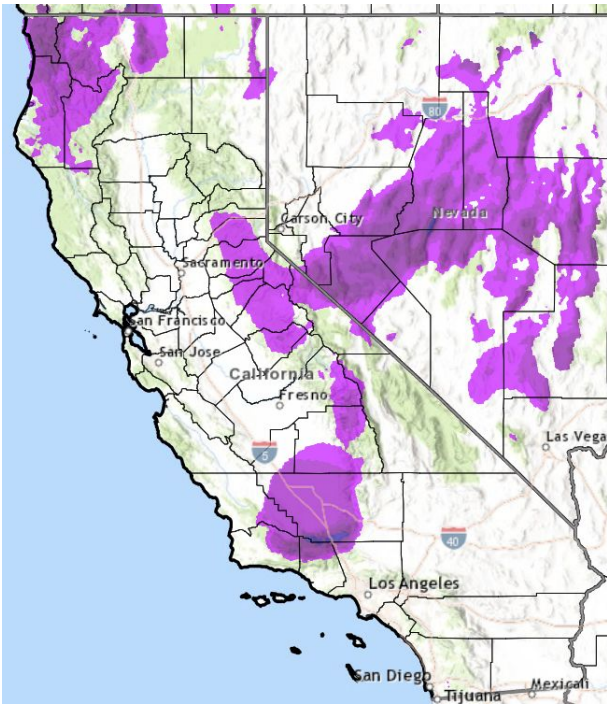 80
Carson City
Nevada
Sacramento
San Francisco
San Jose
California
Fresno
5
Las Vega
40
Los Angeles
San Diego
Mexicali
Tijuana